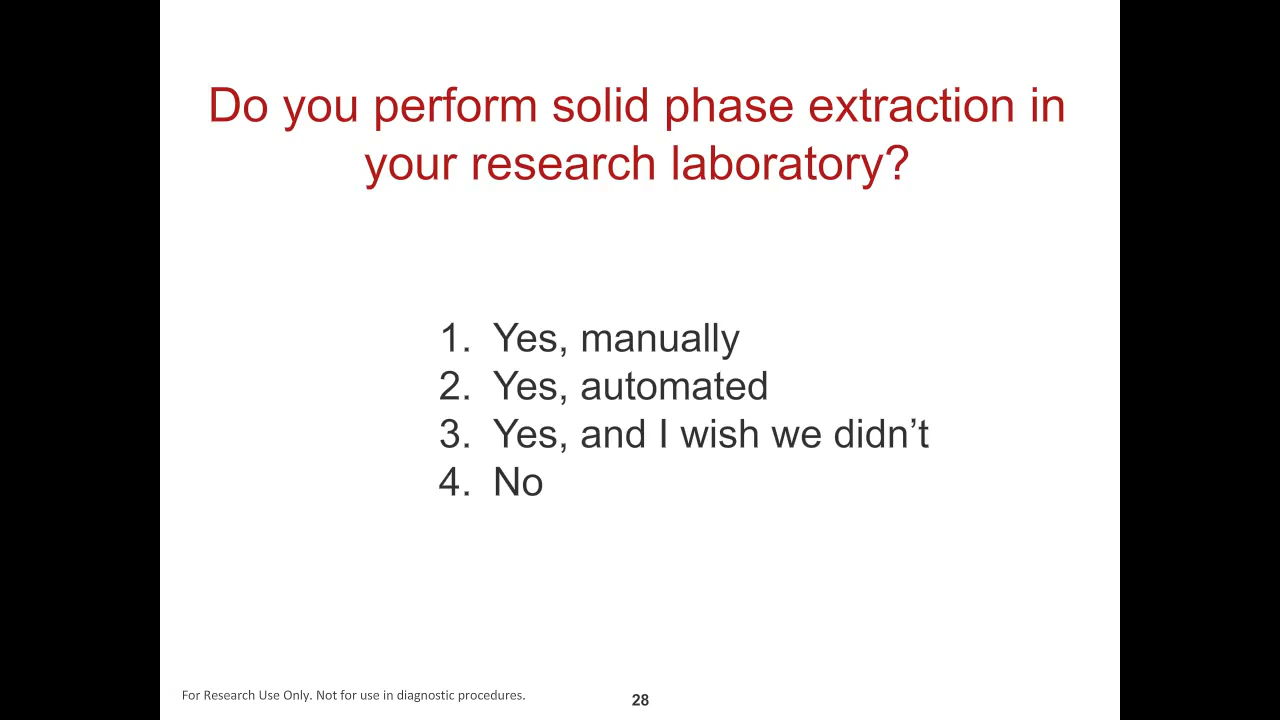 Do you perform solid phase extraction in
your research laboratory?
1. Yes, manually
2. Yes, automated
3. Yes, and I wish we didn’t
4. No
For Research Use Only. Not for use in diagnostic procedures.
28